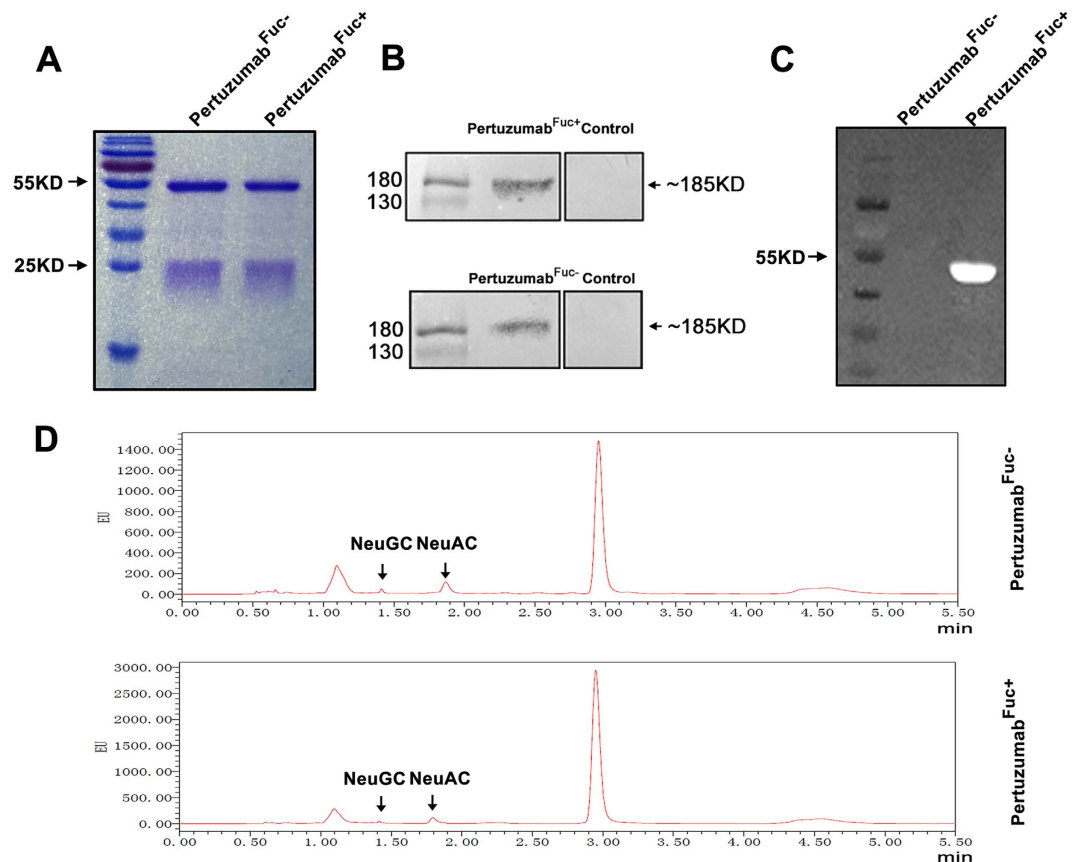 A
Pertuzumab^Fuc-
Pertuzumab^Fuc+
55KD
25KD
B
Pertuzumab^Fuc+ Control
180
130
~185KD
Pertuzumab^Fuc- Control
180
130
~185KD
C
Pertuzumab^Fuc-
Pertuzumab^Fuc+
55KD
D
1400.00
1200.00
1000.00
800.00
600.00
400.00
200.00
0.00
EU
NeuGC NeuAC
0.00 0.50 1.00 1.50 2.00 2.50 3.00 3.50 4.00 4.50 5.00 5.50
min
Pertuzumab^Fuc-
3000.00
2500.00
2000.00
1500.00
1000.00
500.00
0.00
EU
NeuGC NeuAC
0.00 0.50 1.00 1.50 2.00 2.50 3.00 3.50 4.00 4.50 5.00 5.50
min
Pertuzumab^Fuc+